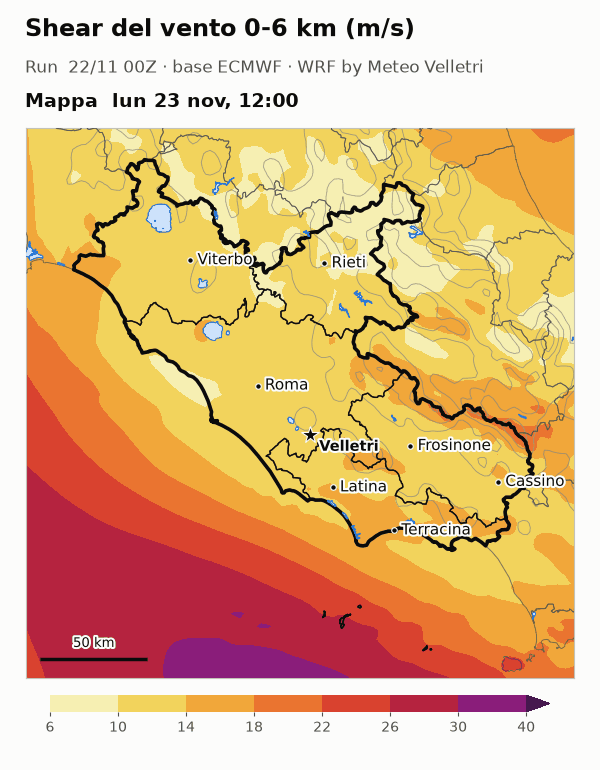 Shear del vento 0-6 km (m/s)
Run  22/11 00Z · base ECMWF · WRF by Meteo Velletri
Mappa  lun 23 nov, 12:00
Viterbo
Rieti
Roma
Velletri
Frosinone
Cassino
Latina
Terracina
50 km
6 10 14 18 22 26 30 40